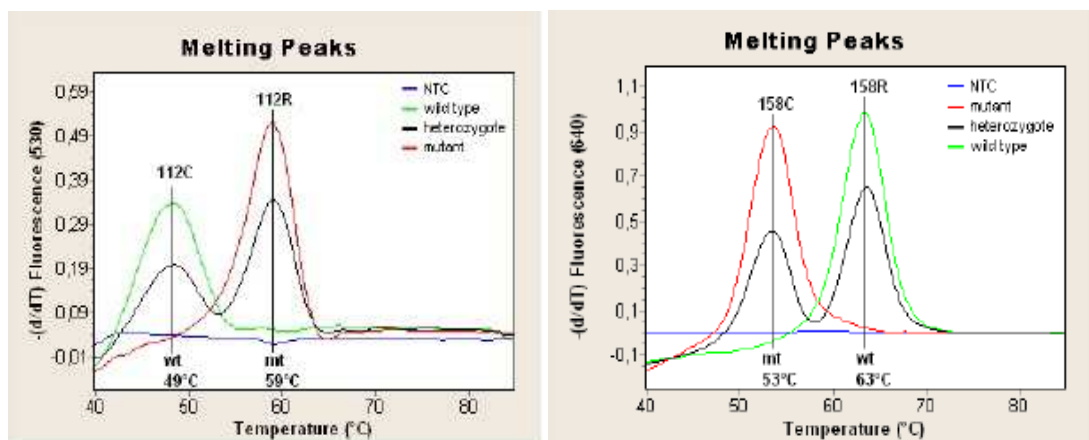 Melting Peaks
-(d/dT) Fluorescence (530)
0,59
0,49
0,39
0,29
0,19
0,09
-0,01
112C
112R
NTC
wild type
heterozygote
mutant
wt
49°C
mt
59°C
40 50 60 70 80
Temperature (°C)
Melting Peaks
-(d/dT) Fluorescence (640)
1,1
0,9
0,7
0,5
0,3
0,1
-0,1
158C
158R
NTC
mutant
heterozygote
wild type
mt
53°C
wt
63°C
40 50 60 70 80
Temperature (°C)